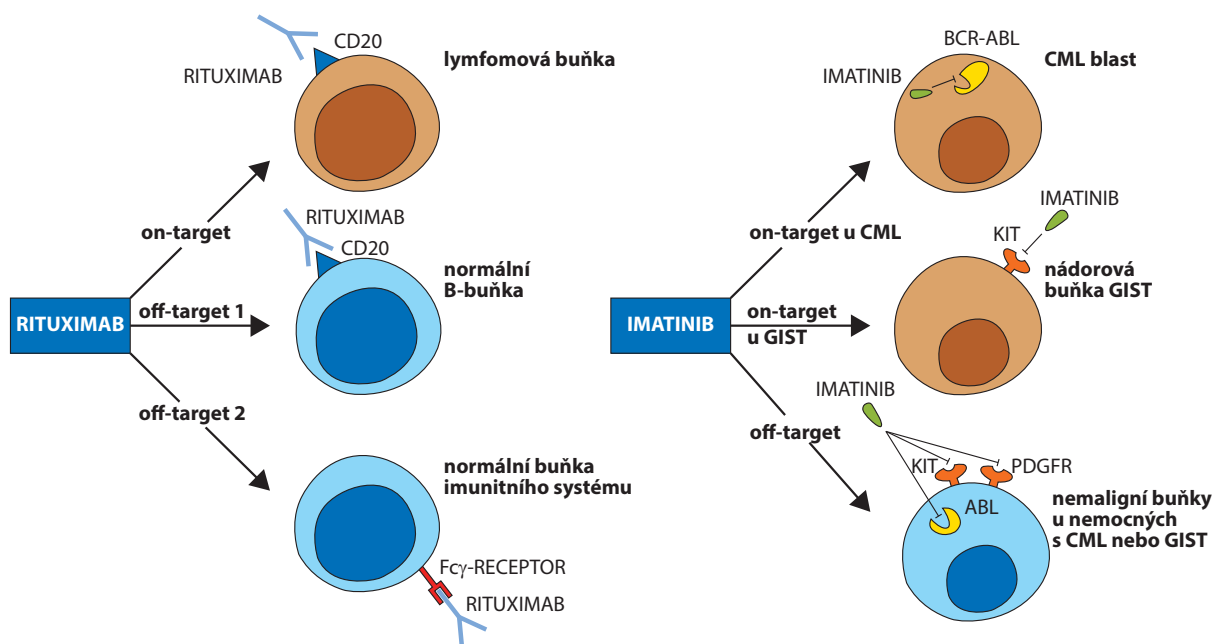 CD20
RITUXIMAB
lymfomová buňka
on-target
RITUXIMAB
CD20
normální
B-buňka
RITUXIMAB
off-target 1
off-target 2
normální buňka
imunitního systému
Fcγ-RECEPTOR
RITUXIMAB
BCR-ABL
IMATINIB
CML blast
on-target u CML
IMATINIB
KIT
nádorová
buňka GIST
IMATINIB
on-target
u GIST
IMATINIB
off-target
KIT
PDGFR
ABL
nemaligní buňky
u nemocných
s CML nebo GIST